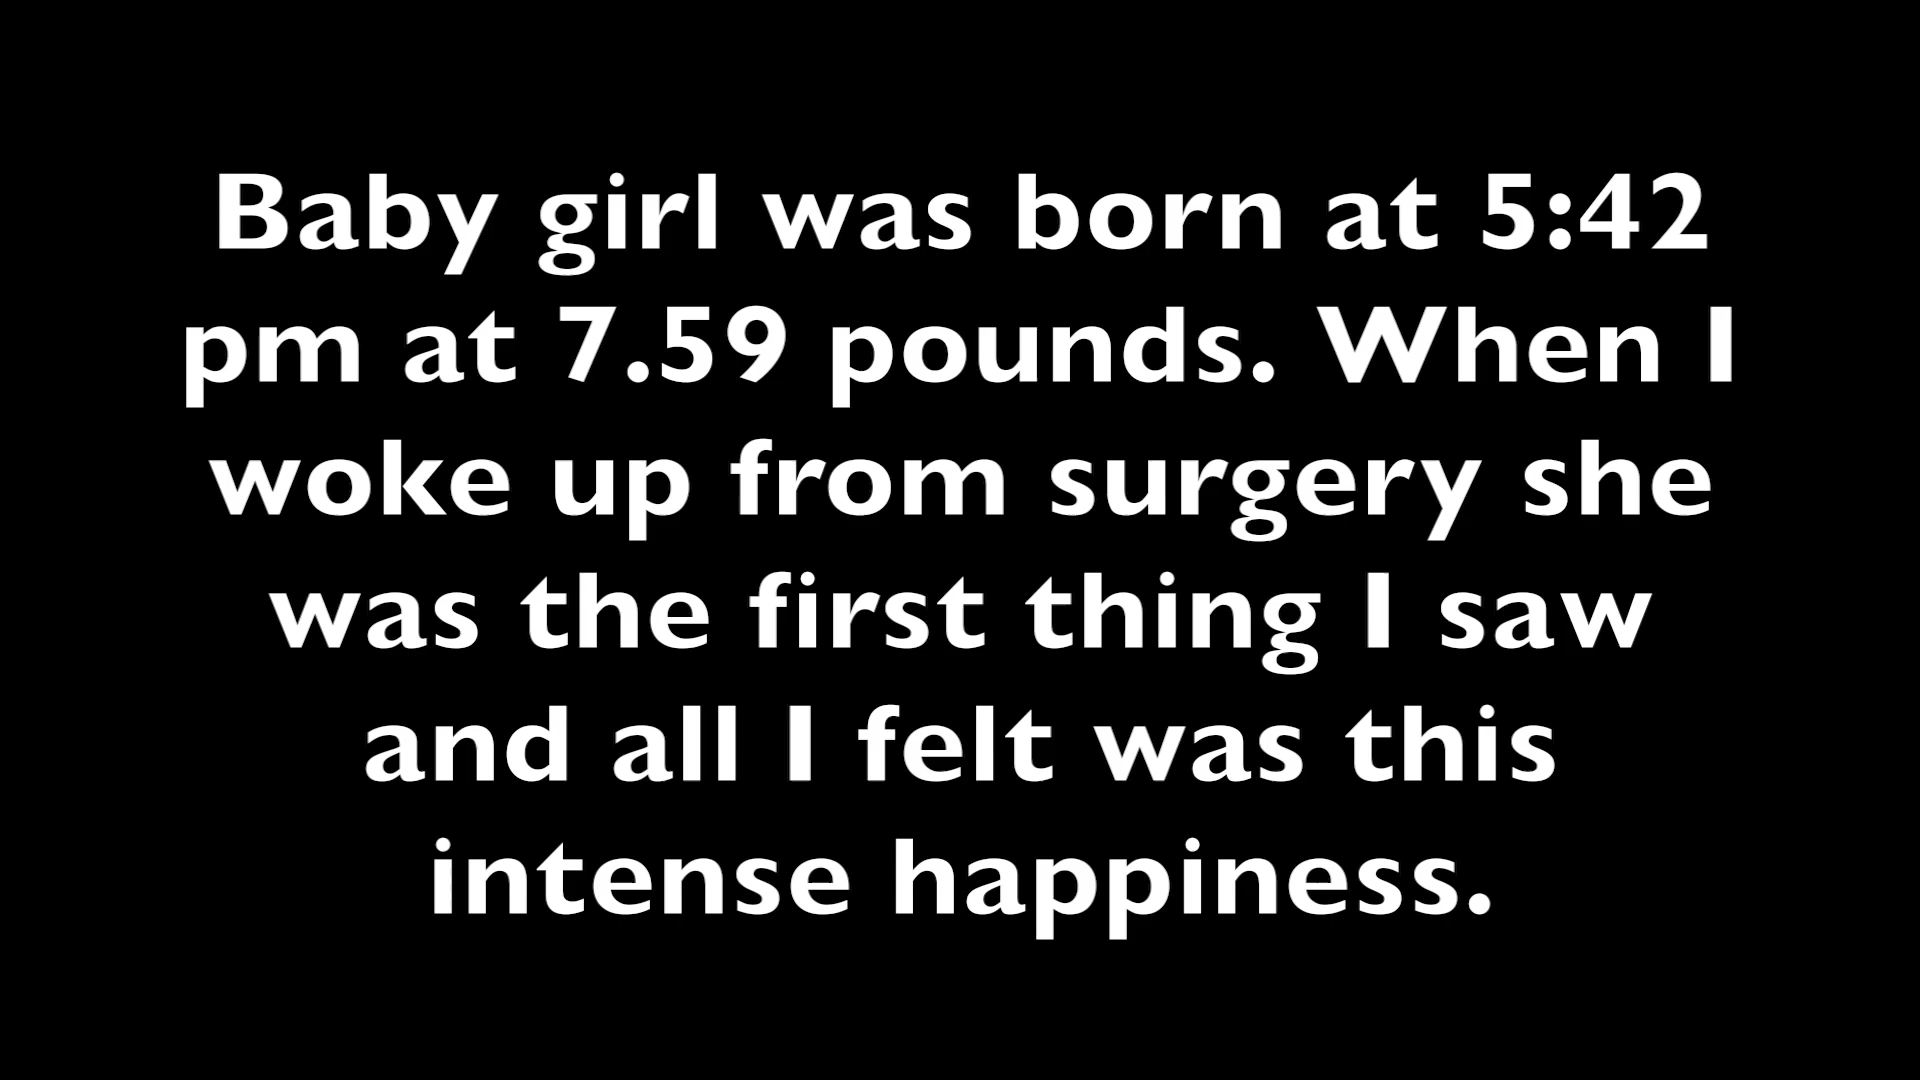 Baby girl was born at 5:42
pm at 7.59 pounds. When I
woke up from surgery she
was the first thing I saw
and all I felt was this
intense happiness.